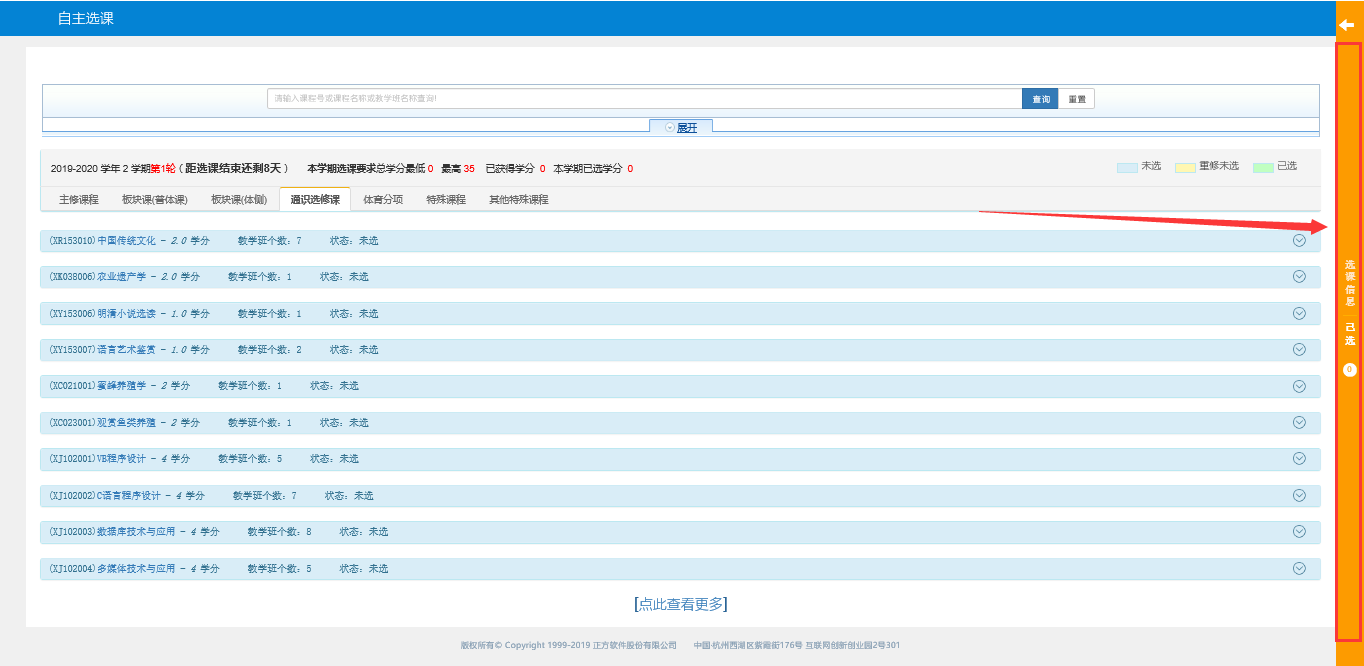 自主选课
请输入课程号或课程名称或教学班名称查询! 查询 重置
展开
2019-2020 学年 2 学期第1轮 ( 距选课结束还剩8天 ) 本学期选课要求总学分最低 0 最高 35 已获得学分 0 本学期已选学分 0 未选 重修未选 已选
主修课程 板块课(普体课) 板块课(体侧) 通识选修课 体育分项 特殊课程 其他特殊课程
(XR153010)中国传统文化 - 2.0 学分 教学班个数: 7 状态: 未选
(XK038006)农业遗产学 - 2.0 学分 教学班个数: 1 状态: 未选
(XY153006)明清小说选读 - 1.0 学分 教学班个数: 1 状态: 未选
(XY153007)语言艺术鉴赏 - 1.0 学分 教学班个数: 2 状态: 未选
(XC021001)蜜蜂养殖学 - 2 学分 教学班个数: 1 状态: 未选
(XC023001)观赏鱼类养殖 - 2 学分 教学班个数: 1 状态: 未选
(XJ102001)VB程序设计 - 4 学分 教学班个数: 5 状态: 未选
(XJ102002)C语言程序设计 - 4 学分 教学班个数: 7 状态: 未选
(XJ102003)数据库技术与应用 - 4 学分 教学班个数: 8 状态: 未选
(XJ102004)多媒体技术与应用 - 4 学分 教学班个数: 5 状态: 未选
[点此查看更多]
版权所有© Copyright 1999-2019 正方软件股份有限公司 中国·杭州西湖区紫霞街176号 互联网创新创业园2号301
选课信息
已选
0